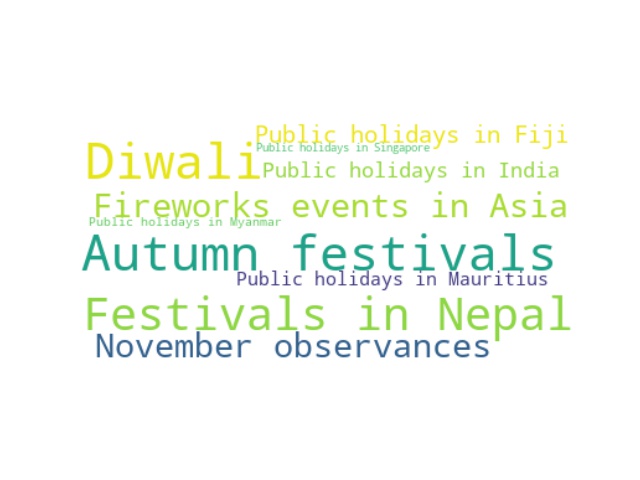 Public holidays in Fiji
Diwali
Public holidays in Singapore
Public holidays in India
Fireworks events in Asia
Public holidays in Myanmar
Autumn festivals
Public holidays in Mauritius
Festivals in Nepal
November observances